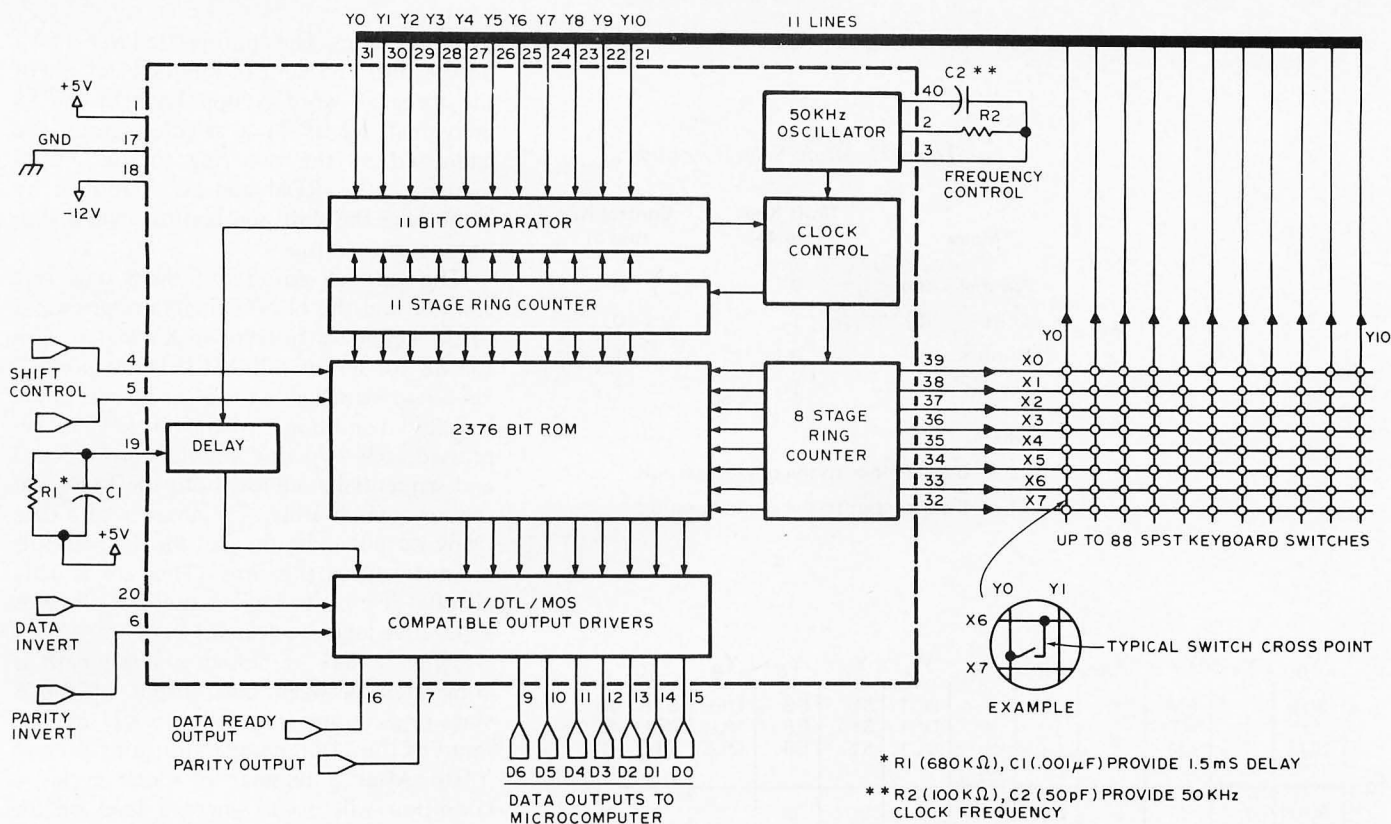 Y0 Y1 Y2 Y3 Y4 Y5 Y6 Y7 Y8 Y9 Y10
11 LINES
31 30 29 28 27 26 25 24 23 22 21
+5V
1
GND
17
18
-12V
C2 **
40
50KHz
OSCILLATOR
2
R2
3
FREQUENCY
CONTROL
11 BIT COMPARATOR
CLOCK
CONTROL
11 STAGE RING COUNTER
Y0
Y10
4
SHIFT
CONTROL
5
2376 BIT ROM
8 STAGE
RING
COUNTER
39 X0
38 X1
37 X2
36 X3
35 X4
34 X5
33 X6
32 X7
19
DELAY
R1 *
C1
+5V
UP TO 88 SPST KEYBOARD SWITCHES
20
DATA
INVERT
6
PARITY
INVERT
TTL/DTL/MOS
COMPATIBLE OUTPUT DRIVERS
Y0 Y1
X6
X7
TYPICAL SWITCH CROSS POINT
EXAMPLE
16
7
9 10 11 12 13 14 15
DATA READY
OUTPUT
PARITY OUTPUT
D6 D5 D4 D3 D2 D1 D0
DATA OUTPUTS TO
MICROCOMPUTER
*R1 (680KΩ), C1 (.001µF) PROVIDE 1.5mS DELAY
**R2 (100KΩ), C2 (50pF) PROVIDE 50KHz
CLOCK FREQUENCY